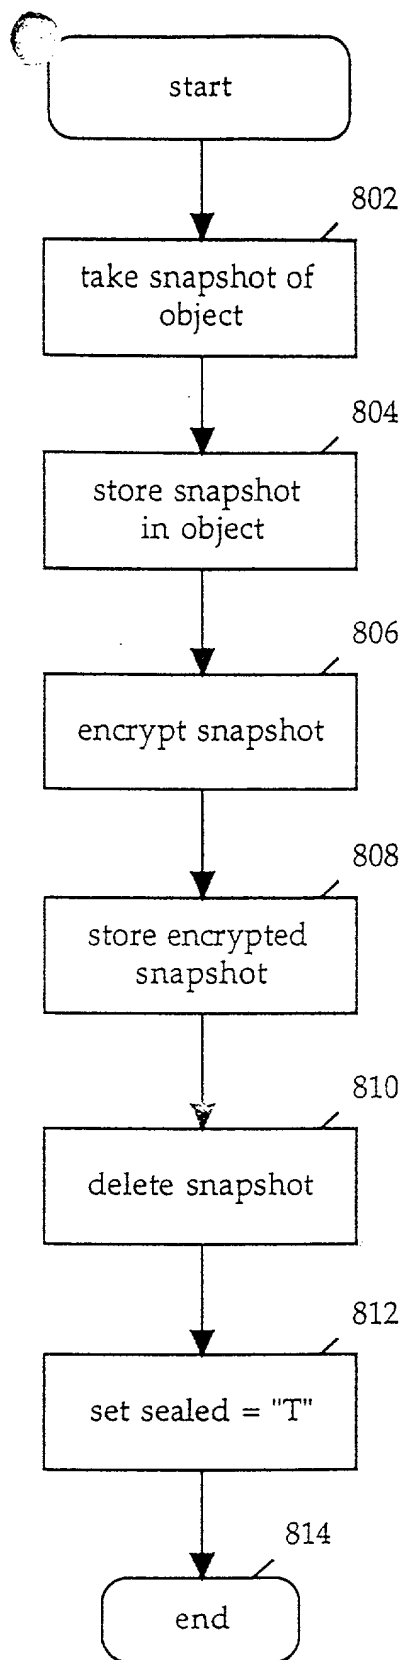 start
802
take snapshot of
object
804
store snapshot
in object
806
encrypt snapshot
808
store encrypted
snapshot
810
delete snapshot
812
set sealed = "T"
814
end